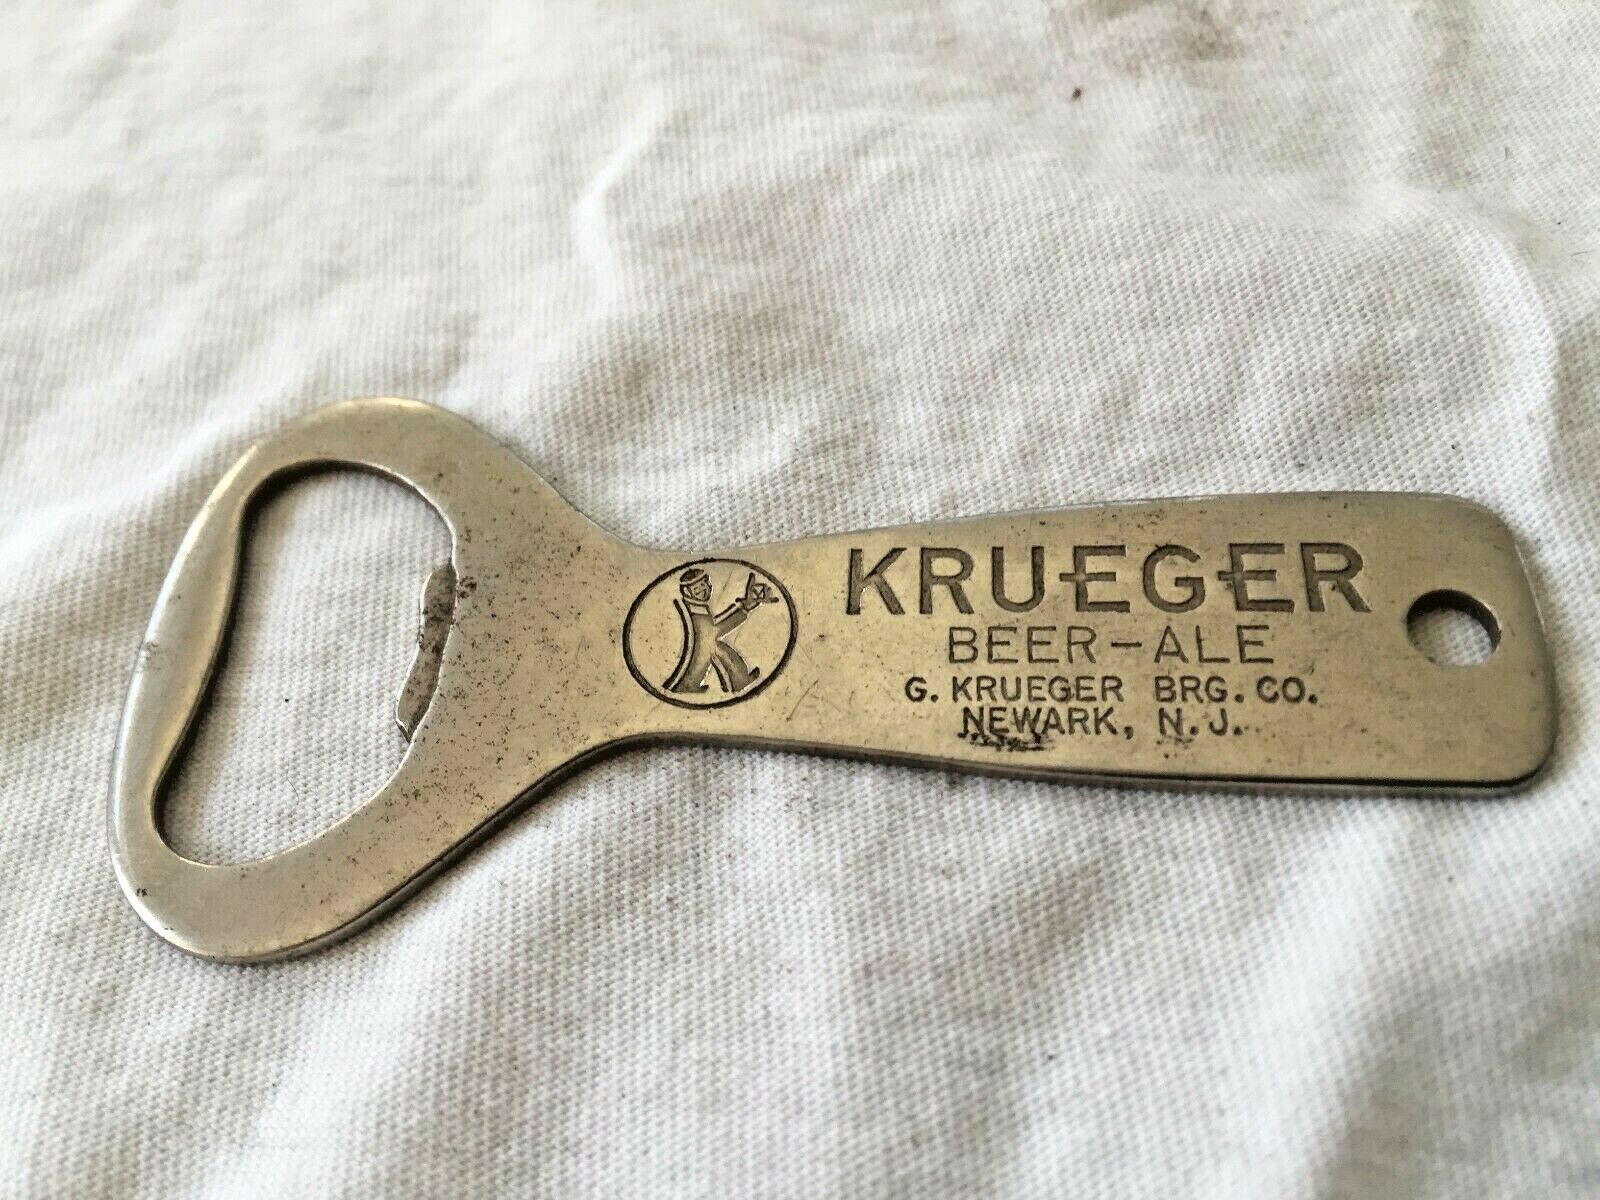 KRUEGER
BEER-ALE
G. KRUEGER BRG. CO.
NEWARK, N. J.